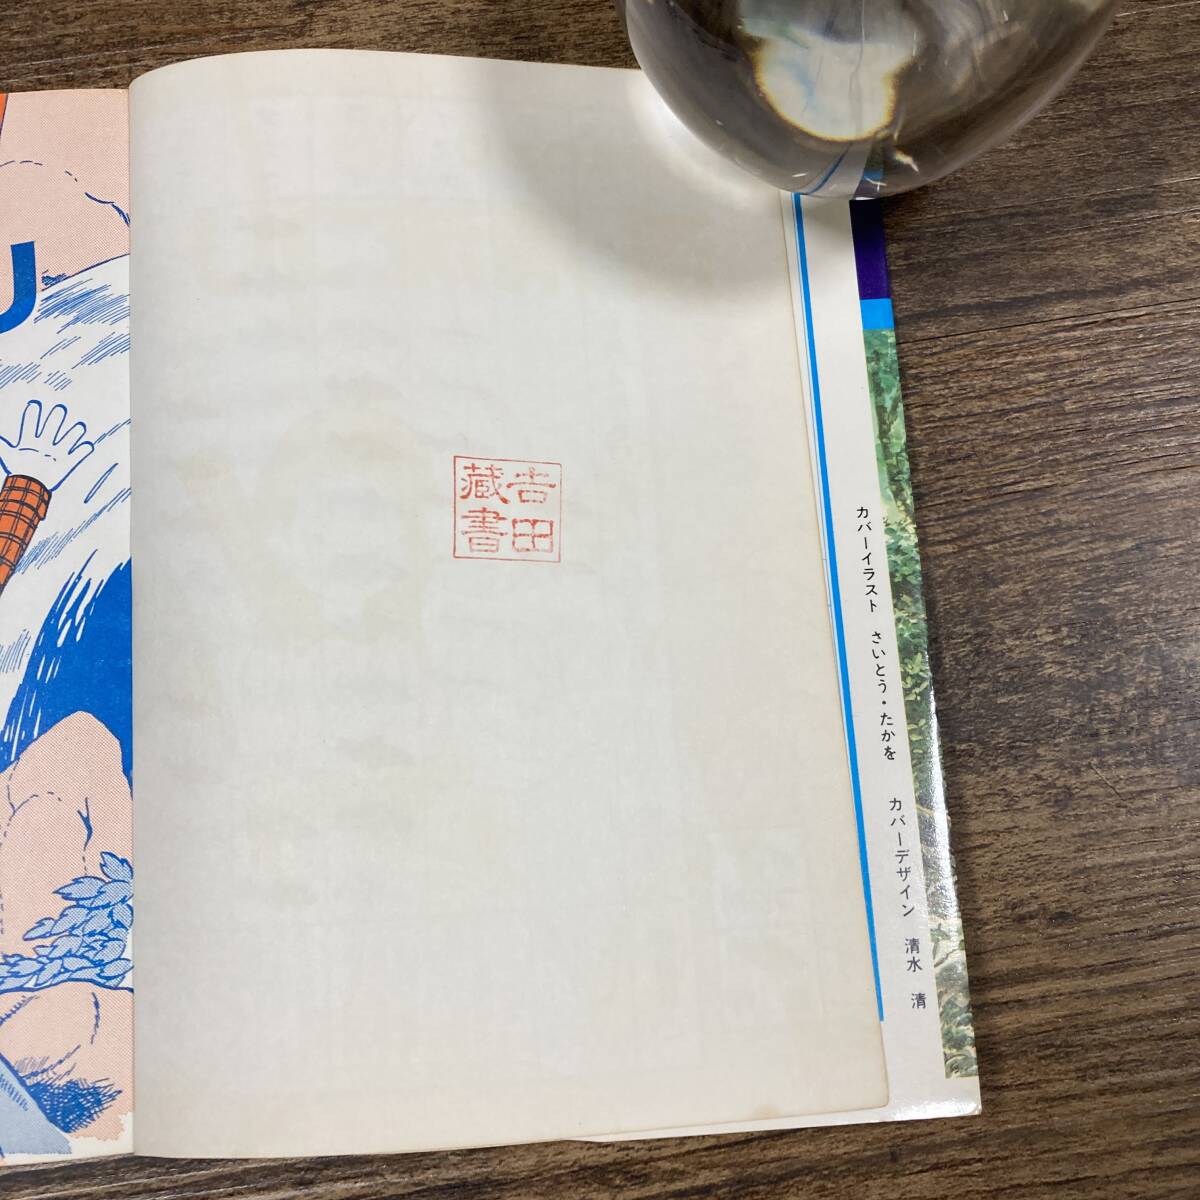 吉田
蔵書
カバーイラスト さいとう・たかを
カバーデザイン 清水 清